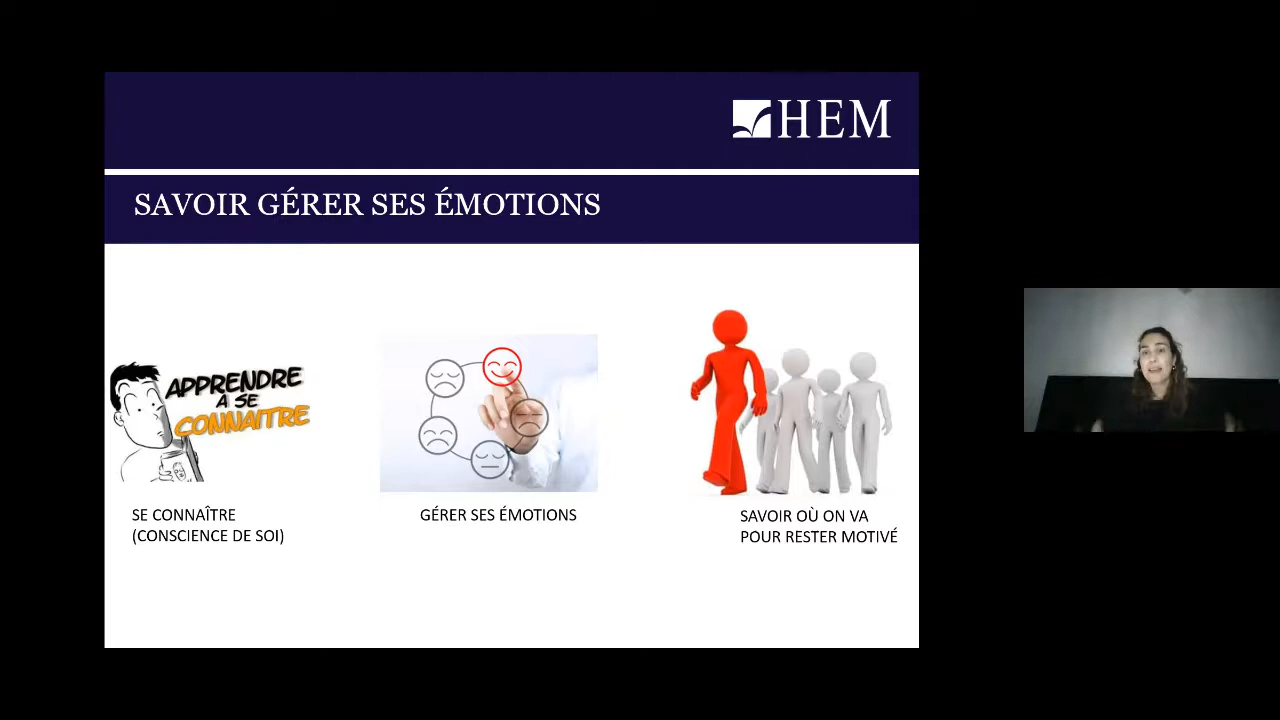 HEM
SAVOIR GÉRER SES ÉMOTIONS
APPRENDRE
A SE
CONNAITRE
SE CONNAÎTRE
(CONSCIENCE DE SOI)
GÉRER SES ÉMOTIONS
SAVOIR OÙ ON VA
POUR RESTER MOTIVÉ